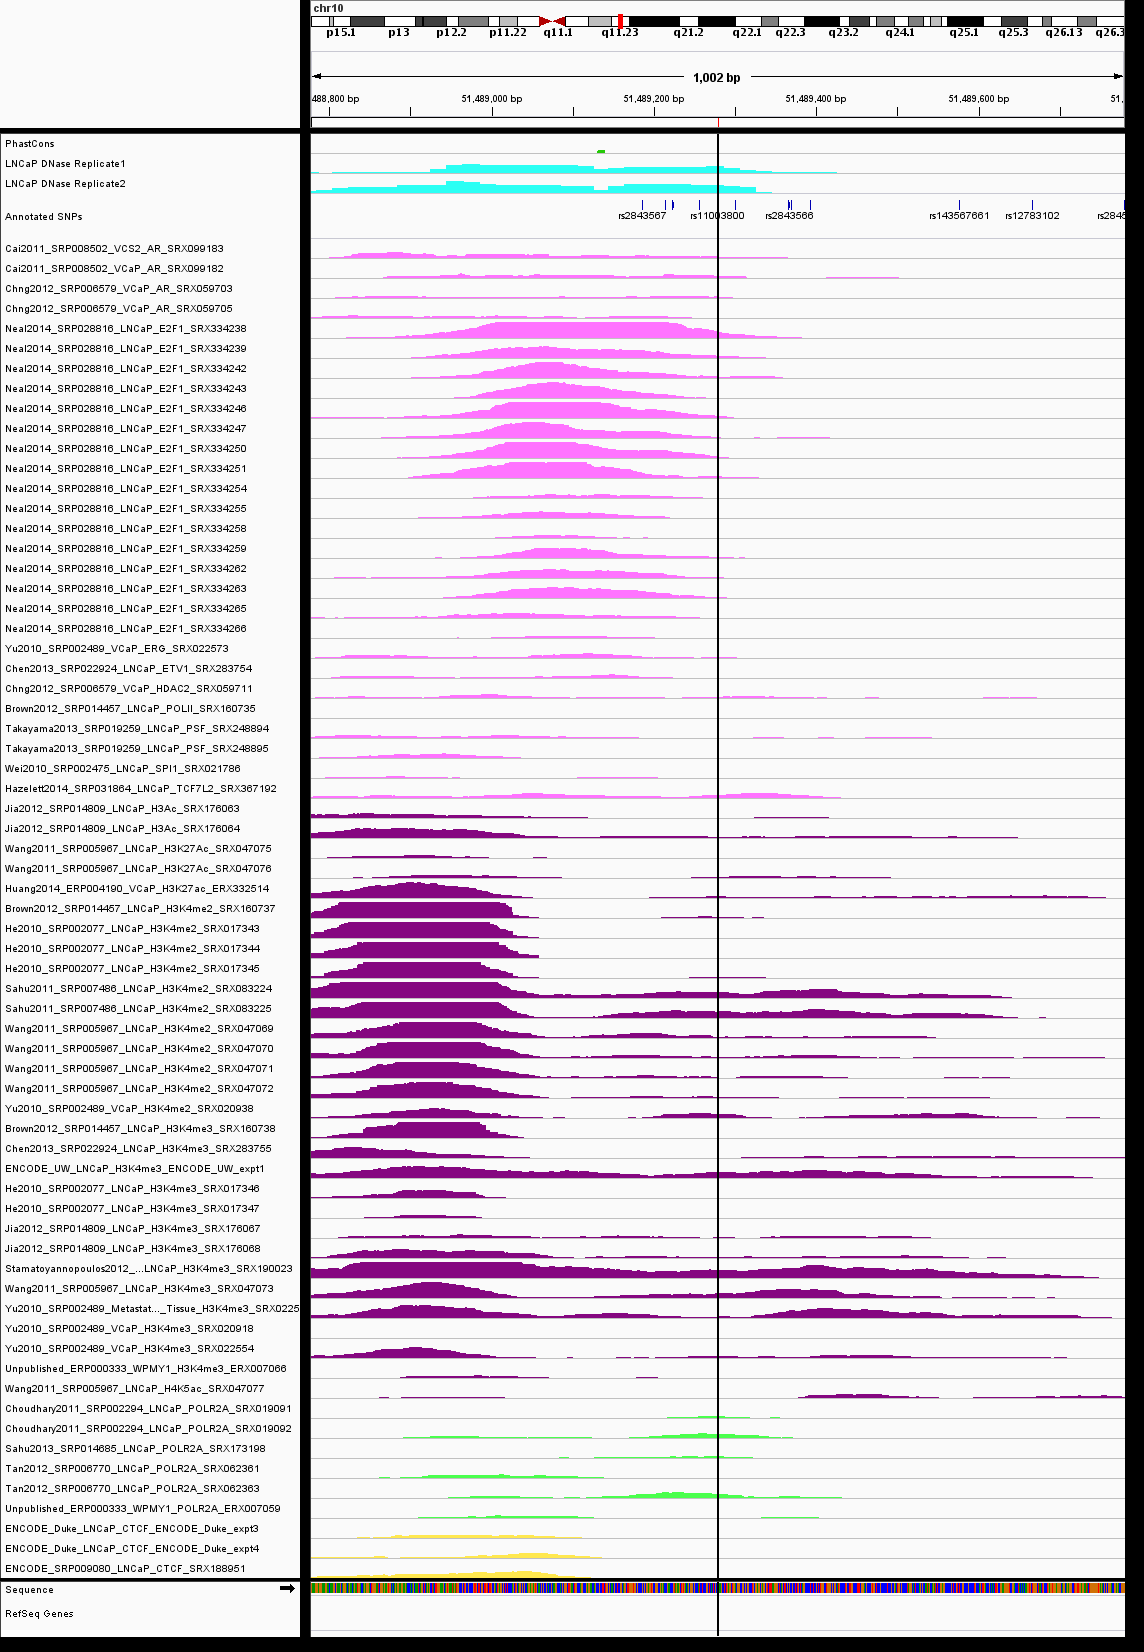 chr10
p15.1 p13 p12.2 p11.22 q11.1 q11.23 q21.2 q22.1 q22.3 q23.2 q24.1 q25.1 q25.3 q26.13 q26.3
1,002 bp
488,800 bp 51,489,000 bp 51,489,200 bp 51,489,400 bp 51,489,600 bp 51,
PhastCons
LNCaP DNase Replicate1
LNCaP DNase Replicate2
Annotated SNPs
rs2843567 rs11003800 rs2843566 rs143567661 rs12783102 rs2845
Cai2011_SRP008502_VCS2_AR_SRX099183
Cai2011_SRP008502_VCaP_AR_SRX099182
Chng2012_SRP006579_VCaP_AR_SRX059703
Chng2012_SRP006579_VCaP_AR_SRX059705
Neal2014_SRP028816_LNCaP_E2F1_SRX334238
Neal2014_SRP028816_LNCaP_E2F1_SRX334239
Neal2014_SRP028816_LNCaP_E2F1_SRX334242
Neal2014_SRP028816_LNCaP_E2F1_SRX334243
Neal2014_SRP028816_LNCaP_E2F1_SRX334246
Neal2014_SRP028816_LNCaP_E2F1_SRX334247
Neal2014_SRP028816_LNCaP_E2F1_SRX334250
Neal2014_SRP028816_LNCaP_E2F1_SRX334251
Neal2014_SRP028816_LNCaP_E2F1_SRX334254
Neal2014_SRP028816_LNCaP_E2F1_SRX334255
Neal2014_SRP028816_LNCaP_E2F1_SRX334258
Neal2014_SRP028816_LNCaP_E2F1_SRX334259
Neal2014_SRP028816_LNCaP_E2F1_SRX334262
Neal2014_SRP028816_LNCaP_E2F1_SRX334263
Neal2014_SRP028816_LNCaP_E2F1_SRX334265
Neal2014_SRP028816_LNCaP_E2F1_SRX334266
Yu2010_SRP002489_VCaP_ERG_SRX022573
Chen2013_SRP022924_LNCaP_ETV1_SRX283754
Chng2012_SRP006579_VCaP_HDAC2_SRX059711
Brown2012_SRP014457_LNCaP_POLII_SRX160735
Takayama2013_SRP019259_LNCaP_PSF_SRX248894
Takayama2013_SRP019259_LNCaP_PSF_SRX248895
Wei2010_SRP002475_LNCaP_SPI1_SRX021786
Hazelett2014_SRP031864_LNCaP_TCF7L2_SRX367192
Jia2012_SRP014809_LNCaP_H3Ac_SRX176063
Jia2012_SRP014809_LNCaP_H3Ac_SRX176064
Wang2011_SRP005967_LNCaP_H3K27Ac_SRX047075
Wang2011_SRP005967_LNCaP_H3K27Ac_SRX047076
Huang2014_ERP004190_VCaP_H3K27ac_ERX332514
Brown2012_SRP014457_LNCaP_H3K4me2_SRX160737
He2010_SRP002077_LNCaP_H3K4me2_SRX017343
He2010_SRP002077_LNCaP_H3K4me2_SRX017344
He2010_SRP002077_LNCaP_H3K4me2_SRX017345
Sahu2011_SRP007486_LNCaP_H3K4me2_SRX083224
Sahu2011_SRP007486_LNCaP_H3K4me2_SRX083225
Wang2011_SRP005967_LNCaP_H3K4me2_SRX047069
Wang2011_SRP005967_LNCaP_H3K4me2_SRX047070
Wang2011_SRP005967_LNCaP_H3K4me2_SRX047071
Wang2011_SRP005967_LNCaP_H3K4me2_SRX047072
Yu2010_SRP002489_VCaP_H3K4me2_SRX020938
Brown2012_SRP014457_LNCaP_H3K4me3_SRX160738
Chen2013_SRP022924_LNCaP_H3K4me3_SRX283755
ENCODE_UW_LNCaP_H3K4me3_ENCODE_UW_expt1
He2010_SRP002077_LNCaP_H3K4me3_SRX017346
He2010_SRP002077_LNCaP_H3K4me3_SRX017347
Jia2012_SRP014809_LNCaP_H3K4me3_SRX176067
Jia2012_SRP014809_LNCaP_H3K4me3_SRX176068
Stamatoyannopoulos2012_...LNCaP_H3K4me3_SRX190023
Wang2011_SRP005967_LNCaP_H3K4me3_SRX047073
Yu2010_SRP002489_Metastat..._Tissue_H3K4me3_SRX0225
Yu2010_SRP002489_VCaP_H3K4me3_SRX020918
Yu2010_SRP002489_VCaP_H3K4me3_SRX022554
Unpublished_ERP000333_WPMY1_H3K4me3_ERX007066
Wang2011_SRP005967_LNCaP_H4K5ac_SRX047077
Choudhary2011_SRP002294_LNCaP_POLR2A_SRX019091
Choudhary2011_SRP002294_LNCaP_POLR2A_SRX019092
Sahu2013_SRP014685_LNCaP_POLR2A_SRX173198
Tan2012_SRP006770_LNCaP_POLR2A_SRX062361
Tan2012_SRP006770_LNCaP_POLR2A_SRX062363
Unpublished_ERP000333_WPMY1_POLR2A_ERX007059
ENCODE_Duke_LNCaP_CTCF_ENCODE_Duke_expt3
ENCODE_Duke_LNCaP_CTCF_ENCODE_Duke_expt4
ENCODE_SRP009080_LNCaP_CTCF_SRX188951
Sequence
RefSeq Genes